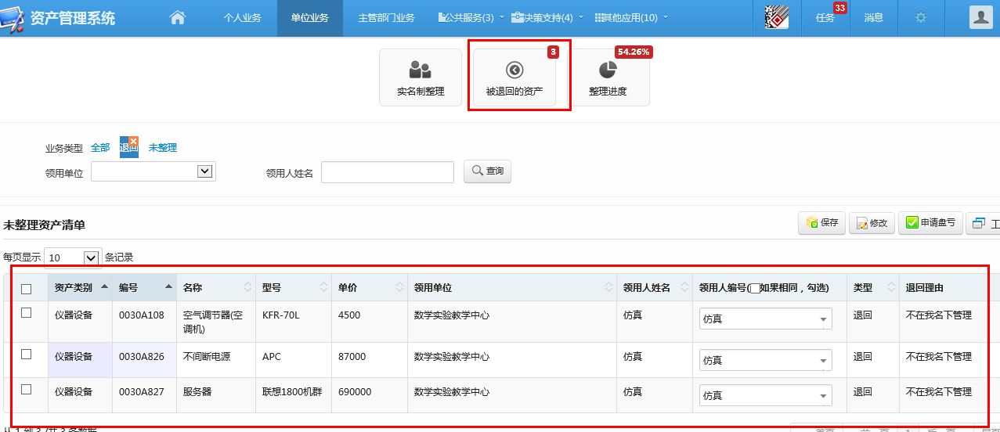 资产管理系统 个人业务 单位业务 主管部门业务 公共服务(3) 决策支持(4) 其他应用(10) 任务 33 消息
3 54.26%
实名制整理 被退回的资产 整理进度
业务类型 全部 退回 未整理
领用单位 领用人姓名 查询
未整理资产清单 保存 修改 申请盘亏 工
每页显示 10 条记录
资产类别 编号 名称 型号 单价 领用单位 领用人姓名 领用人编号(如果相同，勾选) 类型 退回理由
仪器设备 0030A108 空气调节器(空调机) KFR-70L 4500 数学实验教学中心 仿真 仿真 退回 不在我名下管理
仪器设备 0030A826 不间断电源 APC 87000 数学实验教学中心 仿真 仿真 退回 不在我名下管理
仪器设备 0030A827 服务器 联想1800机群 690000 数学实验教学中心 仿真 仿真 退回 不在我名下管理